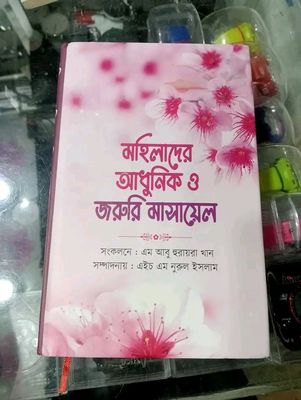 মহিলাদের
আধুনিক ও
জরুরি মাসায়েল
সংকলনে : এম আবু হুরায়রা খান
সম্পাদনায় : এইচ এম নুরুল ইসলাম